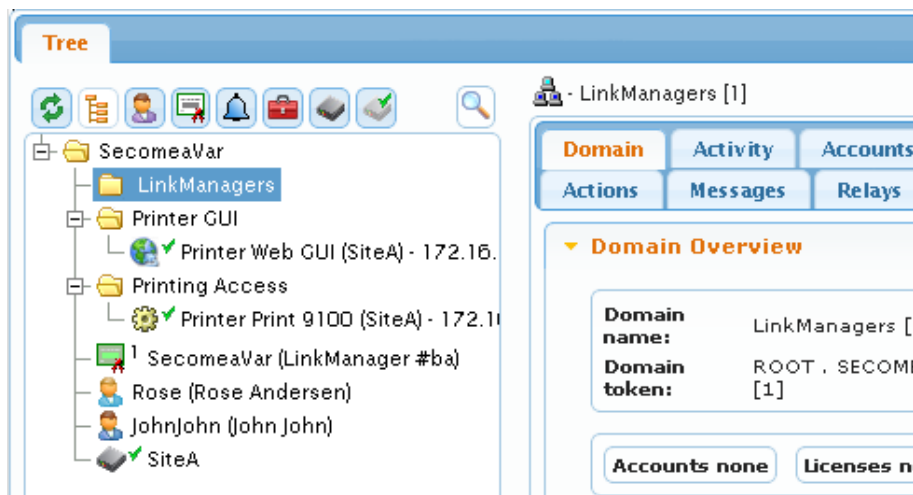 Tree
- LinkManagers [1]
SecomeaVar
LinkManagers
Printer GUI
Printer Web GUI (SiteA) - 172.16.
Printing Access
Printer Print 9100 (SiteA) - 172.1
1 SecomeaVar (LinkManager #ba)
Rose (Rose Andersen)
JohnJohn (John John)
SiteA
Domain Activity Accounts
Actions Messages Relays
Domain Overview
Domain name: LinkManagers [
Domain token: ROOT . SECOME
[1]
Accounts none Licenses n